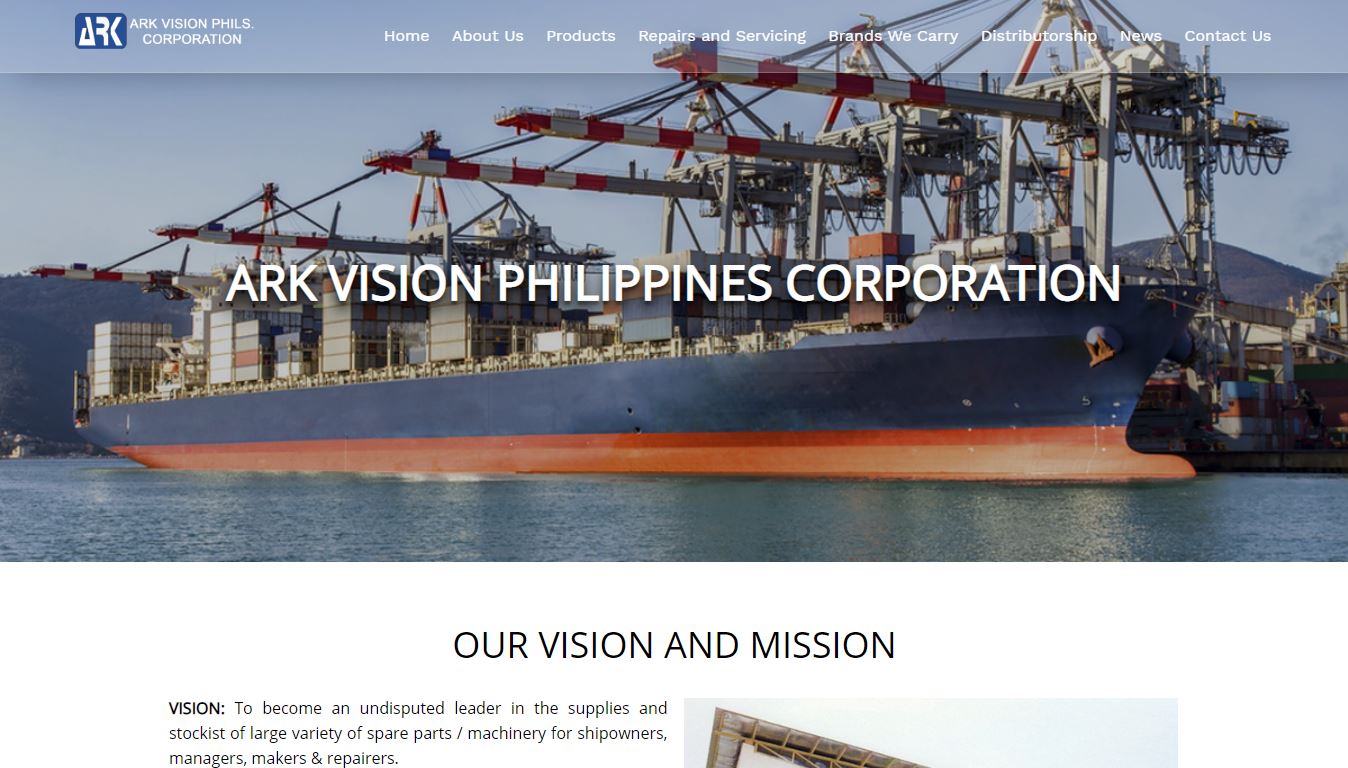 ARK
ARK VISION PHILS.
CORPORATION
Home About Us Products Repairs and Servicing Brands We Carry Distributorship News Contact Us
ARK VISION PHILIPPINES CORPORATION
OUR VISION AND MISSION
VISION: To become an undisputed leader in the supplies and
stockist of large variety of spare parts / machinery for shipowners,
managers, makers & repairers.